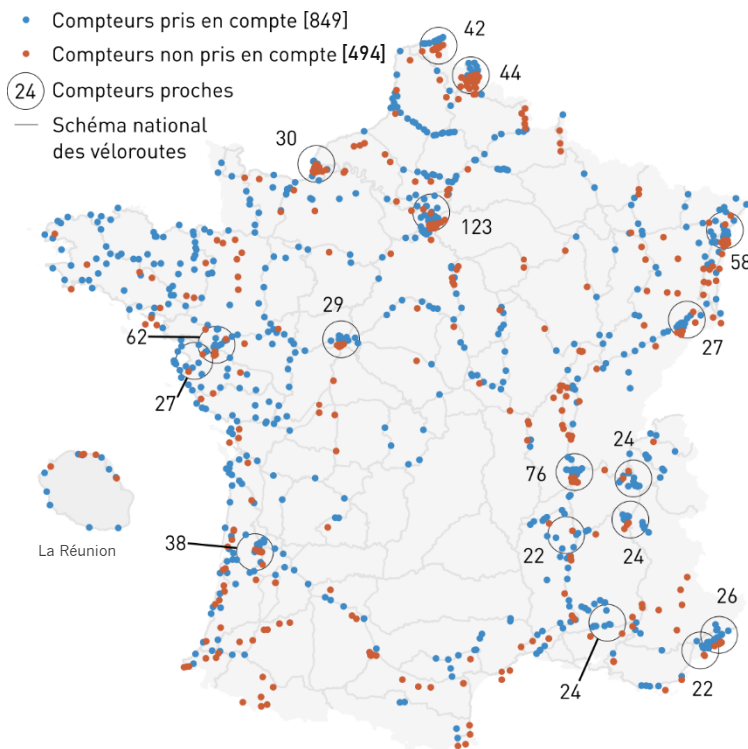 Compteurs pris en compte [849]
Compteurs non pris en compte [494]
24 Compteurs proches
Schéma national
des véloroutes
42
44
30
123
58
29
62
27
27
24
76
La Réunion
38
22
24
26
24
22